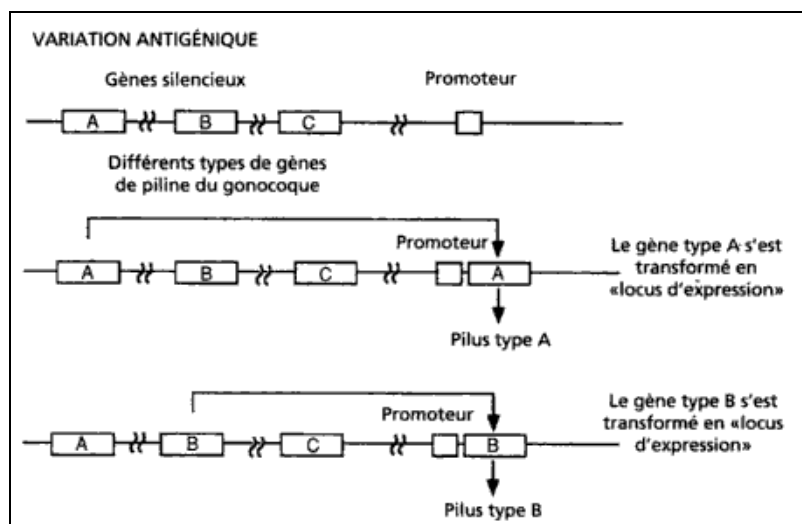 VARIATION ANTIGÉNIQUE
Gènes silencieux
Promoteur
A
B
C
Différents types de gènes
de piline du gonocoque
Promoteur
A
B
C
A
Le gène type A s'est
transformé en
«locus d'expression»
Pilus type A
Promoteur
A
B
C
B
Le gène type B s'est
transformé en «locus
d'expression»
Pilus type B